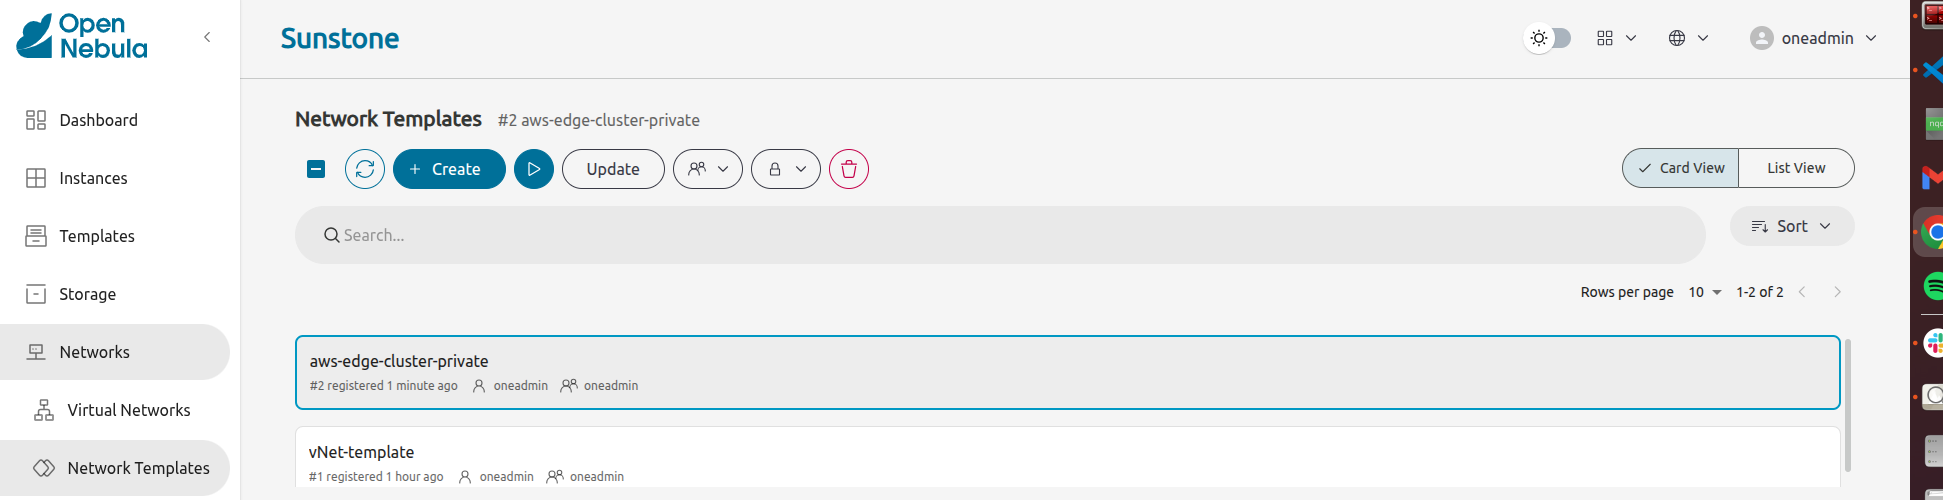 Open
Nebula
Sunstone
oneadmin
Dashboard
Instances
Templates
Storage
Networks
Virtual Networks
Network Templates
Network Templates #2 aws-edge-cluster-private
Create
Update
Card View
List View
Search...
Sort
Rows per page 10 1-2 of 2
aws-edge-cluster-private
#2 registered 1 minute ago oneadmin oneadmin
vNet-template
#1 registered 1 hour ago oneadmin oneadmin